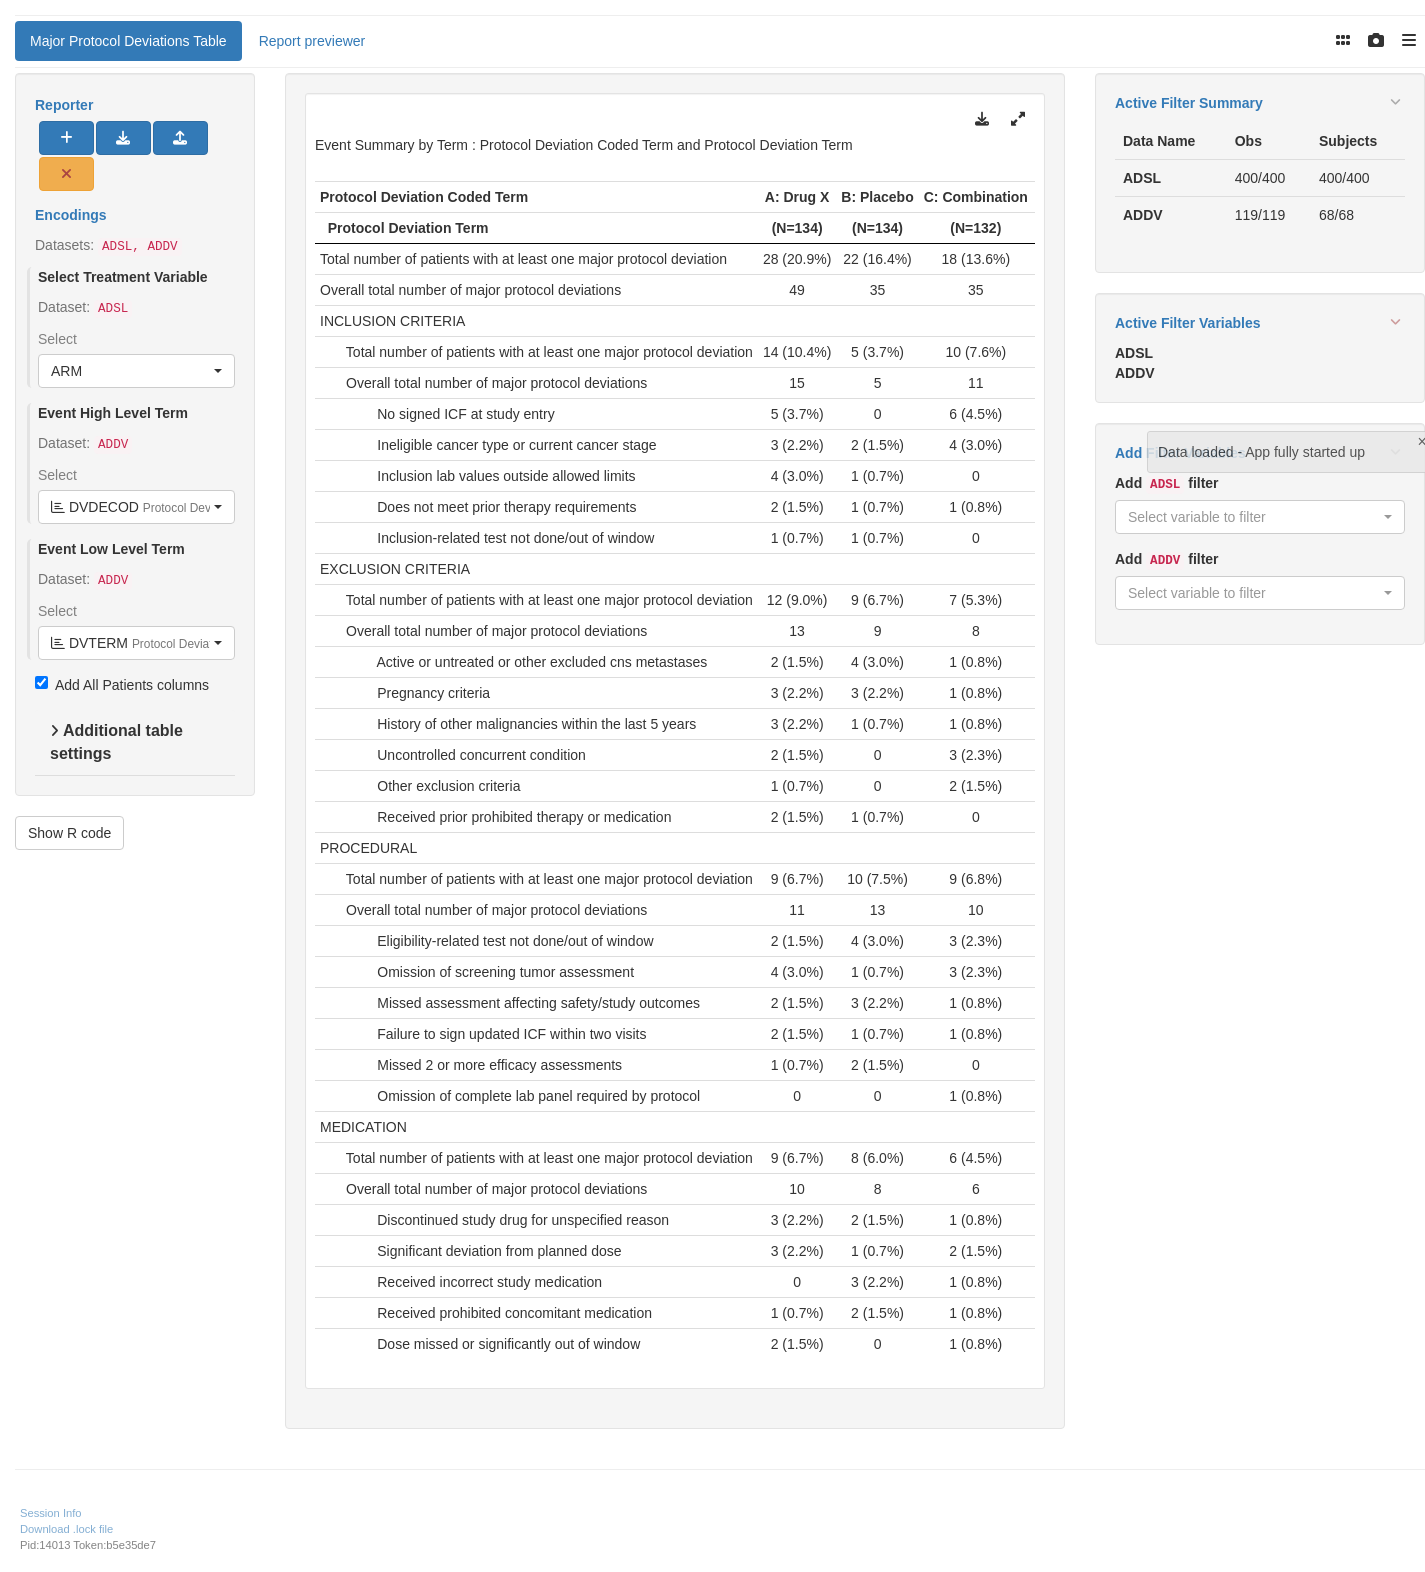 Major Protocol Deviations Table Report previewer
Reporter
Encodings
Datasets: ADSL, ADDV
Select Treatment Variable
Dataset: ADSL
Select
ARM
Event High Level Term
Dataset: ADDV
Select
DVDECOD Protocol Dev
Event Low Level Term
Dataset: ADDV
Select
DVTERM Protocol Devia
Add All Patients columns
Additional table
settings
Show R code
Event Summary by Term : Protocol Deviation Coded Term and Protocol Deviation Term
Protocol Deviation Coded Term A: Drug X B: Placebo C: Combination
Protocol Deviation Term (N=134) (N=134) (N=132)
Total number of patients with at least one major protocol deviation 28 (20.9%) 22 (16.4%) 18 (13.6%)
Overall total number of major protocol deviations 49 35 35
INCLUSION CRITERIA
Total number of patients with at least one major protocol deviation 14 (10.4%) 5 (3.7%) 10 (7.6%)
Overall total number of major protocol deviations 15 5 11
No signed ICF at study entry 5 (3.7%) 0 6 (4.5%)
Ineligible cancer type or current cancer stage 3 (2.2%) 2 (1.5%) 4 (3.0%)
Inclusion lab values outside allowed limits 4 (3.0%) 1 (0.7%) 0
Does not meet prior therapy requirements 2 (1.5%) 1 (0.7%) 1 (0.8%)
Inclusion-related test not done/out of window 1 (0.7%) 1 (0.7%) 0
EXCLUSION CRITERIA
Total number of patients with at least one major protocol deviation 12 (9.0%) 9 (6.7%) 7 (5.3%)
Overall total number of major protocol deviations 13 9 8
Active or untreated or other excluded cns metastases 2 (1.5%) 4 (3.0%) 1 (0.8%)
Pregnancy criteria 3 (2.2%) 3 (2.2%) 1 (0.8%)
History of other malignancies within the last 5 years 3 (2.2%) 1 (0.7%) 1 (0.8%)
Uncontrolled concurrent condition 2 (1.5%) 0 3 (2.3%)
Other exclusion criteria 1 (0.7%) 0 2 (1.5%)
Received prior prohibited therapy or medication 2 (1.5%) 1 (0.7%) 0
PROCEDURAL
Total number of patients with at least one major protocol deviation 9 (6.7%) 10 (7.5%) 9 (6.8%)
Overall total number of major protocol deviations 11 13 10
Eligibility-related test not done/out of window 2 (1.5%) 4 (3.0%) 3 (2.3%)
Omission of screening tumor assessment 4 (3.0%) 1 (0.7%) 3 (2.3%)
Missed assessment affecting safety/study outcomes 2 (1.5%) 3 (2.2%) 1 (0.8%)
Failure to sign updated ICF within two visits 2 (1.5%) 1 (0.7%) 1 (0.8%)
Missed 2 or more efficacy assessments 1 (0.7%) 2 (1.5%) 0
Omission of complete lab panel required by protocol 0 0 1 (0.8%)
MEDICATION
Total number of patients with at least one major protocol deviation 9 (6.7%) 8 (6.0%) 6 (4.5%)
Overall total number of major protocol deviations 10 8 6
Discontinued study drug for unspecified reason 3 (2.2%) 2 (1.5%) 1 (0.8%)
Significant deviation from planned dose 3 (2.2%) 1 (0.7%) 2 (1.5%)
Received incorrect study medication 0 3 (2.2%) 1 (0.8%)
Received prohibited concomitant medication 1 (0.7%) 2 (1.5%) 1 (0.8%)
Dose missed or significantly out of window 2 (1.5%) 0 1 (0.8%)
Active Filter Summary
Data Name Obs Subjects
ADSL 400/400 400/400
ADDV 119/119 68/68
Active Filter Variables
ADSL
ADDV
Add
Data loaded - App fully started up
×
Add ADSL filter
Select variable to filter
Add ADDV filter
Select variable to filter
Session Info
Download .lock file
Pid:14013 Token:b5e35de7